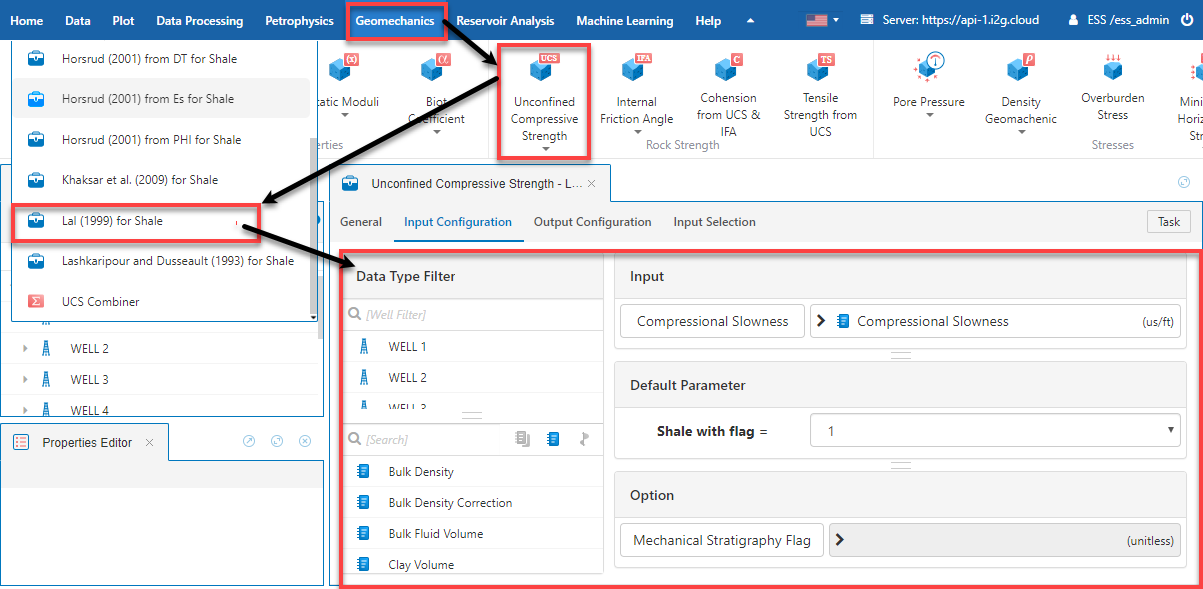 Home Data Plot Data Processing Petrophysics Geomechanics Reservoir Analysis Machine Learning Help Server: https://api-1.i2g.cloud ESS /ess_admin
Horsrud (2001) from DT for Shale
Horsrud (2001) from Es for Shale
Horsrud (2001) from PHI for Shale
Khaksar et al. (2009) for Shale
Lal (1999) for Shale
Lashkaripour and Dusseault (1993) for Shale
Σ UCS Combiner
(x)
tatic Moduli
α
Biot
Coefficient
erties
UCS
Unconfined
Compressive
Strength
IFA
Internal
Friction Angle
C
Cohension
from UCS &
IFA
TS
Tensile
Strength from
UCS
Rock Strength
Pore Pressure
ρ
Density
Geomachenic
Overburden
Stress
Mini
Horiz
Str
Stresses
WELL 2
WELL 3
WELL 4
Properties Editor
Unconfined Compressive Strength - L...
General Input Configuration Output Configuration Input Selection Task
Data Type Filter
[Well Filter]
WELL 1
WELL 2
WELL 3
[Search]
Bulk Density
Bulk Density Correction
Bulk Fluid Volume
Clay Volume
Input
Compressional Slowness Compressional Slowness (us/ft)
Default Parameter
Shale with flag = 1
Option
Mechanical Stratigraphy Flag (unitless)